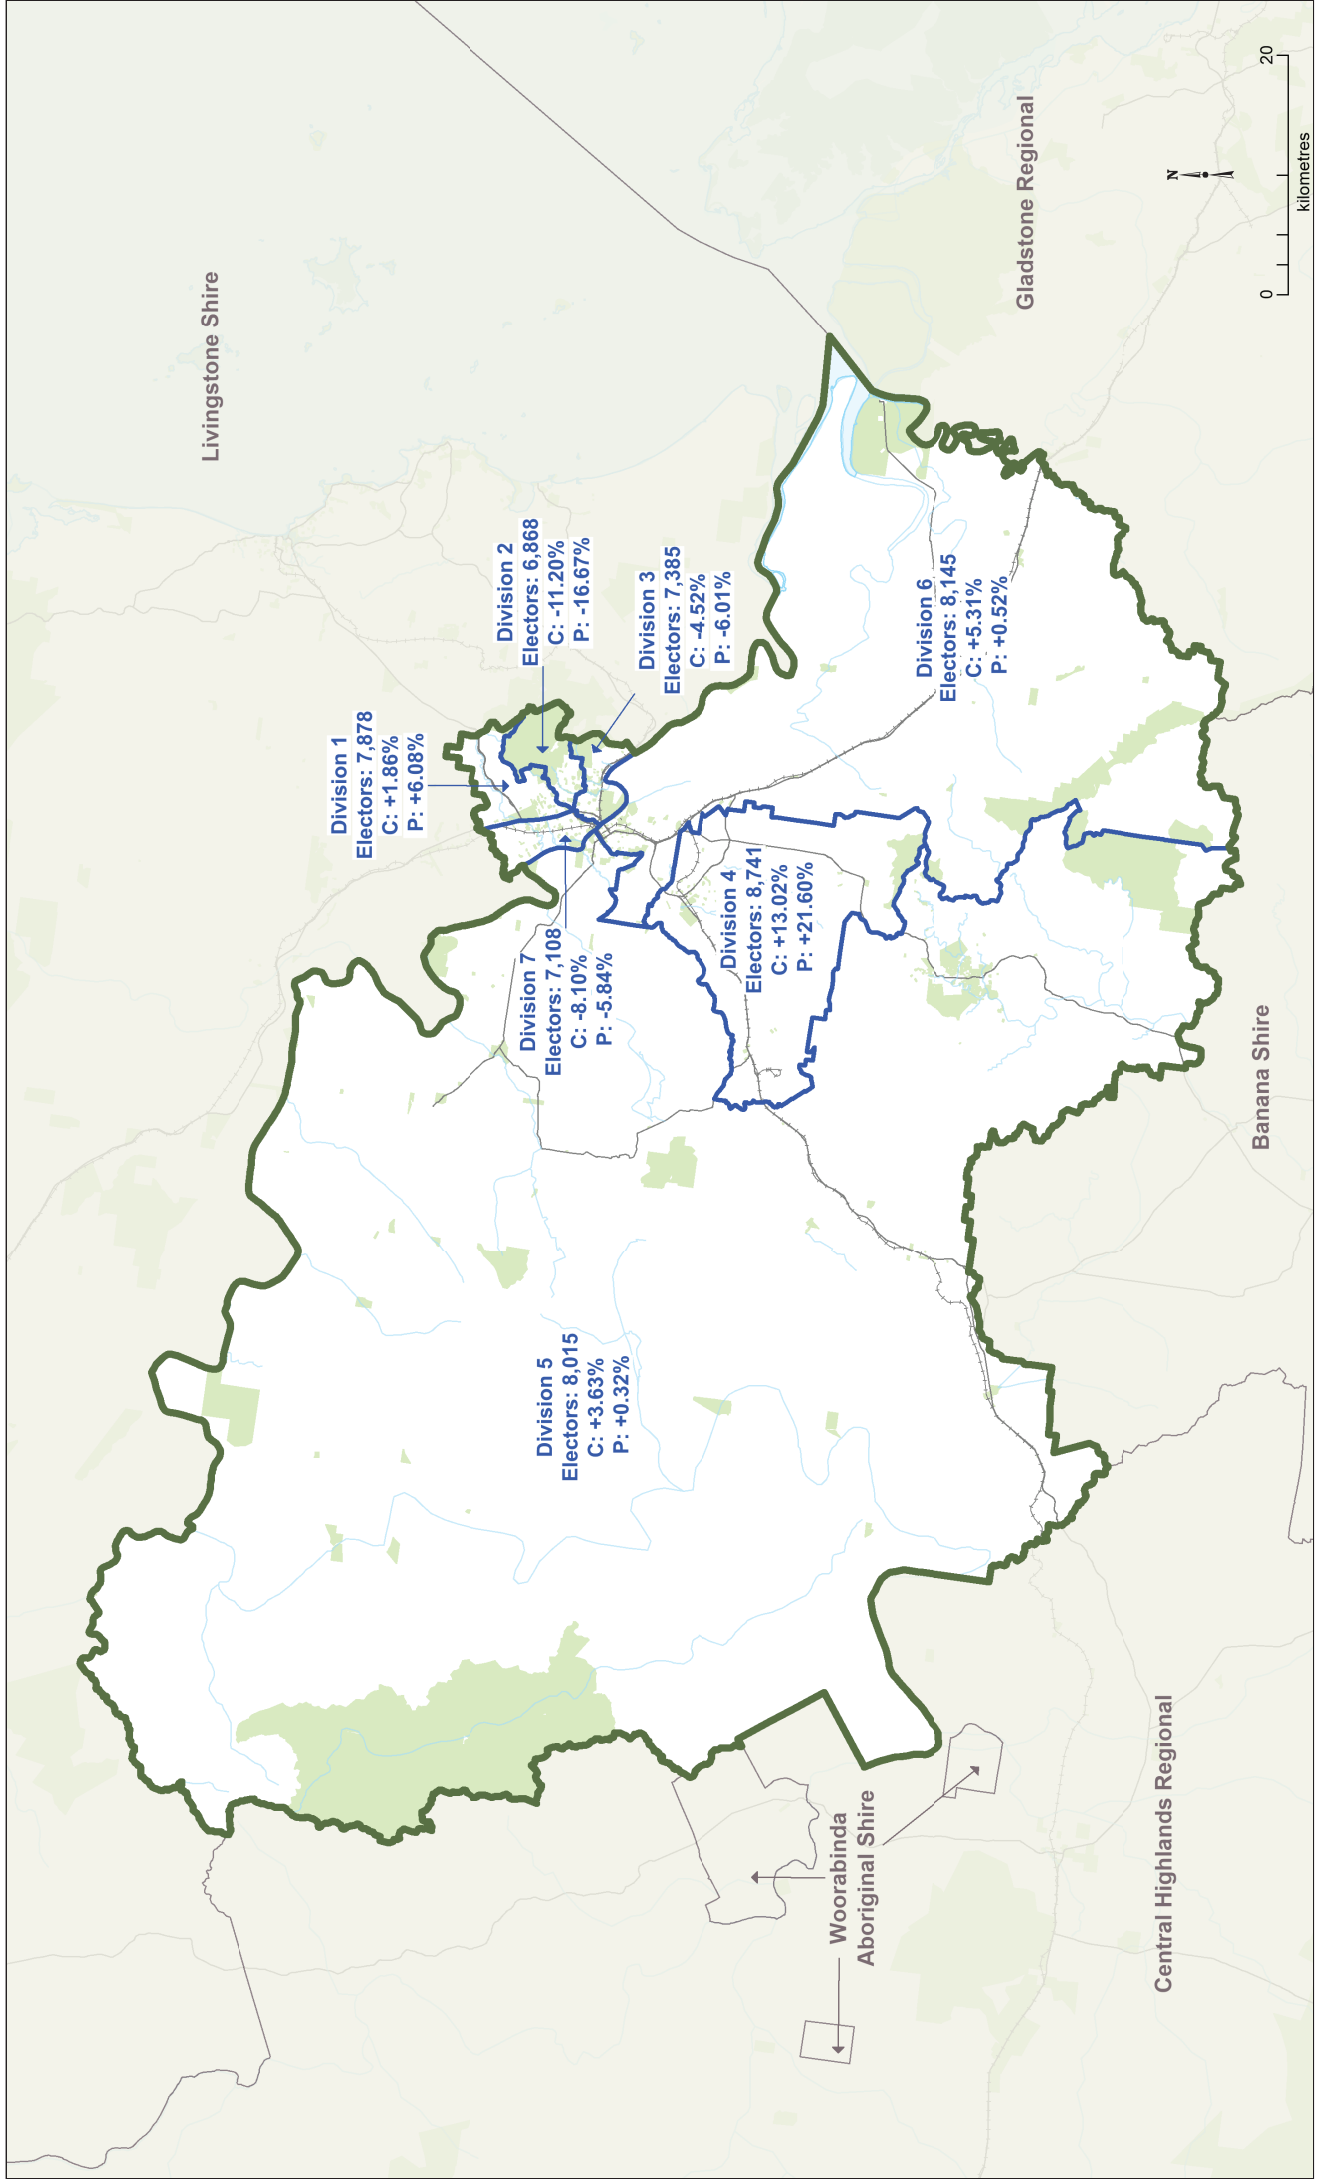 Livingstone Shire
Division 1
Electors: 7,878
C: +1.86%
P: +6.08%
Division 2
Electors: 6,868
C: -11.20%
P: -16.67%
Division 3
Electors: 7,385
C: -4.52%
P: -6.01%
Division 7
Electors: 7,108
C: -8.10%
P: -5.84%
Division 5
Electors: 8,015
C: +3.63%
P: +0.32%
Division 4
Electors: 8,741
C: +13.02%
P: +21.60%
Division 6
Electors: 8,145
C: +5.31%
P: +0.52%
Gladstone Regional
Woorabinda
Aboriginal Shire
Central Highlands Regional
Banana Shire
N
0
20
kilometres